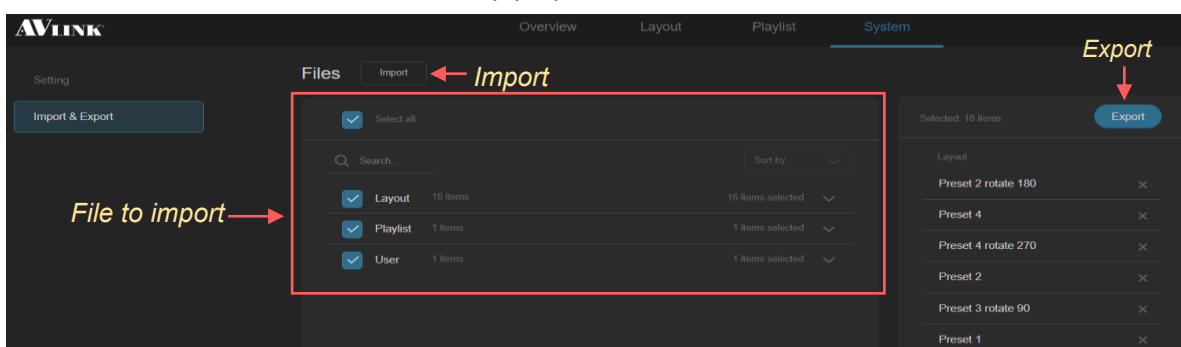 AVLINK
Overview Layout Playlist System
Export
Setting
Files Import Import
Import & Export
Select all
Selected: 18 items Export
Search...
Sort by
Layout
Preset 2 rotate 180
Layout 16 items 16 items selected
File to import
Preset 4
Playlist 1 items 1 items selected
Preset 4 rotate 270
User 1 items 1 items selected
Preset 2
Preset 3 rotate 90
Preset 1